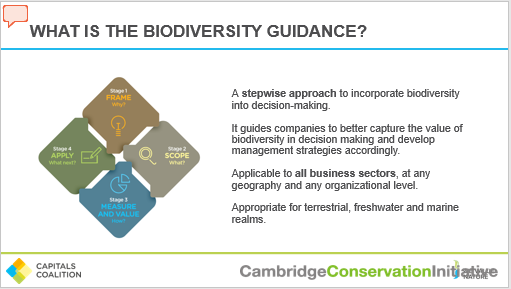 WHAT IS THE BIODIVERSITY GUIDANCE?
Stage 1
FRAME
Why?
Stage 2
SCOPE
What?
Stage 3
MEASURE AND VALUE
How?
Stage 4
APPLY
What next?
A stepwise approach to incorporate biodiversity
into decision-making.
It guides companies to better capture the value of
biodiversity in decision making and develop
management strategies accordingly.
Applicable to all business sectors, at any
geography and any organizational level.
Appropriate for terrestrial, freshwater and marine
realms.
CAPITALS
COALITION
CambridgeConservationInitiative
NATURE